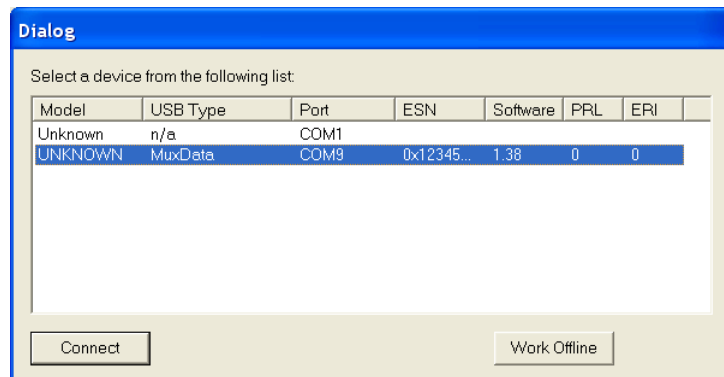 Dialog
Select a device from the following list:
Model USB Type Port ESN Software PRL ERI
Unknown n/a COM1
UNKNOWN MuxData COM9 0x12345... 1.38 0 0
Connect Work Offline